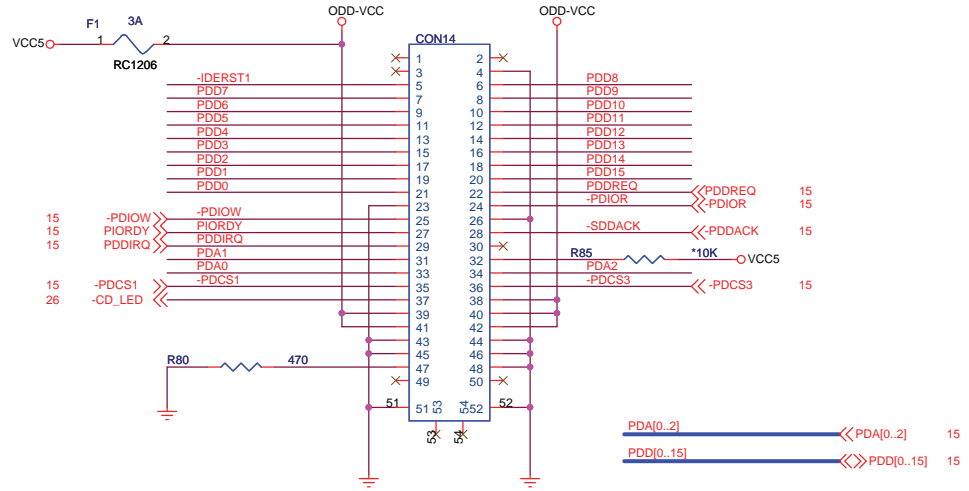 ODD-VCC ODD-VCC
F1 3A
VCC5 1 2 CON14
RC1206
1 2
3 4
-IDERST1 5 6 PDD8
PDD7 7 8 PDD9
PDD6 9 10 PDD10
PDD5 11 12 PDD11
PDD4 13 14 PDD12
PDD3 15 16 PDD13
PDD2 17 18 PDD14
PDD1 19 20 PDD15
PDD0 21 22 PDDREQ PDDREQ 15
23 24 -PDIOR -PDIOR 15
15 -PDIOW -PDIOW 25 26
15 PIORDY PIORDY 27 28 -SDDACK -PDDACK 15
15 PDDIRQ PDDIRQ 29 30
PDA1 31 32 R85 *10K VCC5
PDA0 33 34 PDA2
15 -PDCS1 -PDCS1 35 36 -PDCS3 -PDCS3 15
26 -CD_LED 37 38
39 40
41 42
43 44
45 46
R80 470 47 48
49 50
51 51 53 54 52 52
53 54
PDA[0..2] PDA[0..2] 15
PDD[0..15] PDD[0..15] 15